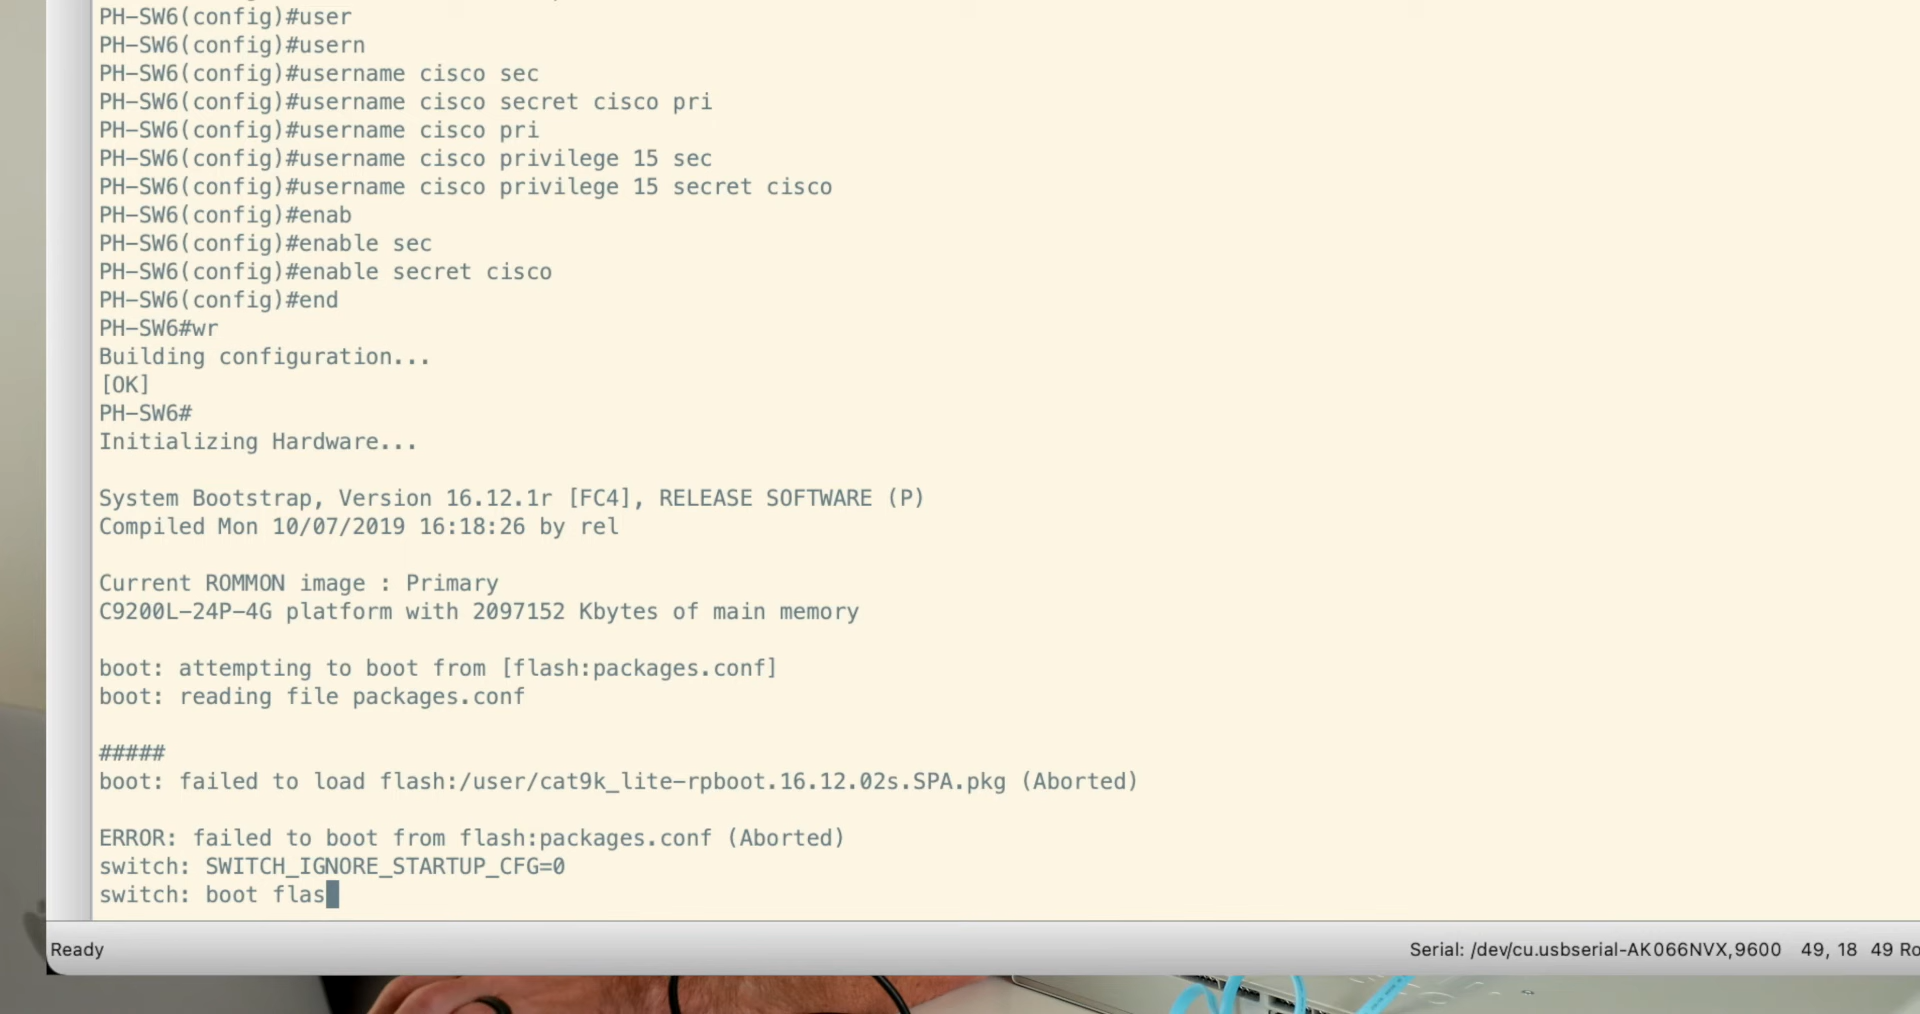 PH-SW6(config)#user
PH-SW6(config)#usern
PH-SW6(config)#username cisco sec
PH-SW6(config)#username cisco secret cisco pri
PH-SW6(config)#username cisco pri
PH-SW6(config)#username cisco privilege 15 sec
PH-SW6(config)#username cisco privilege 15 secret cisco
PH-SW6(config)#enab
PH-SW6(config)#enable sec
PH-SW6(config)#enable secret cisco
PH-SW6(config)#end
PH-SW6#wr
Building configuration...
[OK]
PH-SW6#
Initializing Hardware...
System Bootstrap, Version 16.12.1r [FC4], RELEASE SOFTWARE (P)
Compiled Mon 10/07/2019 16:18:26 by rel
Current ROMMON image : Primary
C9200L-24P-4G platform with 2097152 Kbytes of main memory
boot: attempting to boot from [flash:packages.conf]
boot: reading file packages.conf
#####
boot: failed to load flash:/user/cat9k_lite-rpboot.16.12.02s.SPA.pkg (Aborted)
ERROR: failed to boot from flash:packages.conf (Aborted)
switch: SWITCH_IGNORE_STARTUP_CFG=0
switch: boot flas
Ready
Serial: /dev/cu.usbserial-AK066NVX,9600 49, 18 49 Ro